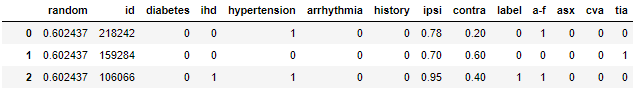 random id diabetes ihd hypertension arrhythmia history ipsi contra label a-f asx cva tia
0 0.602437 218242 0 0 1 0 0 0.78 0.20 0 1 0 0 0
1 0.602437 159284 0 0 0 0 0 0.70 0.60 0 0 0 0 1
2 0.602437 106066 0 1 1 0 0 0.95 0.40 1 1 0 0 0